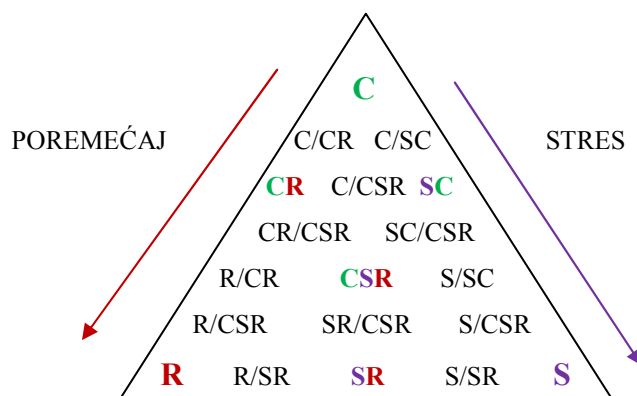 C
POREMEĆAJ C/CR C/SC STRES
CR C/CSR SC
CR/CSR SC/CSR
R/CR CSR S/SC
R/CSR SR/CSR S/CSR
R R/SR SR S/SR S